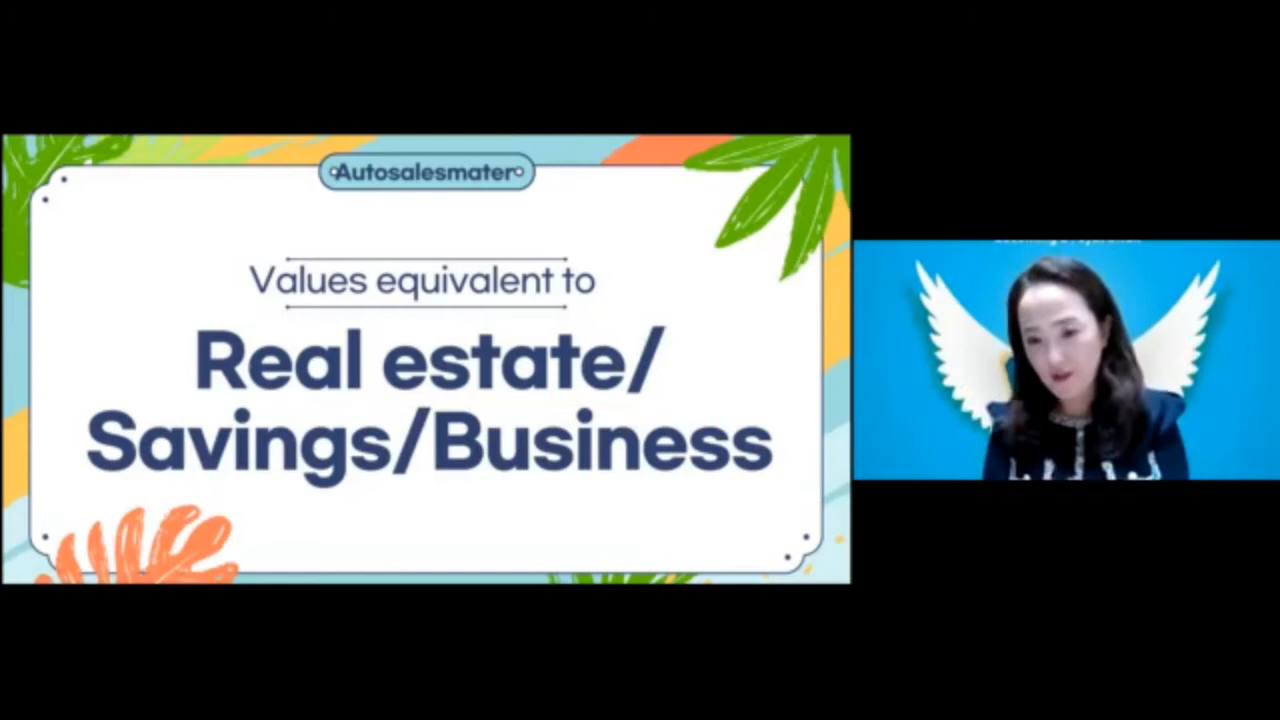 Autosalesmater
Values equivalent to
Real estate/
Savings/Business